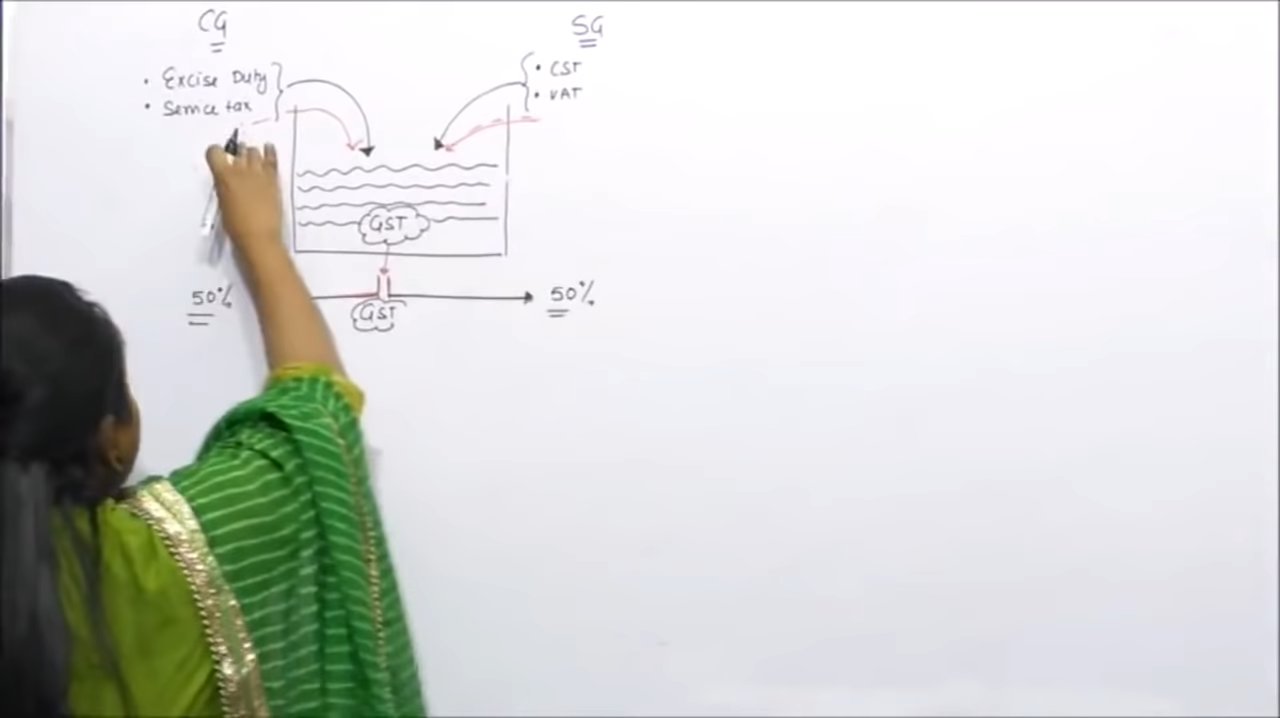 CG
SG
• Excise Duty
• Service tax
• CST
• VAT
GST
50%
50%
GST